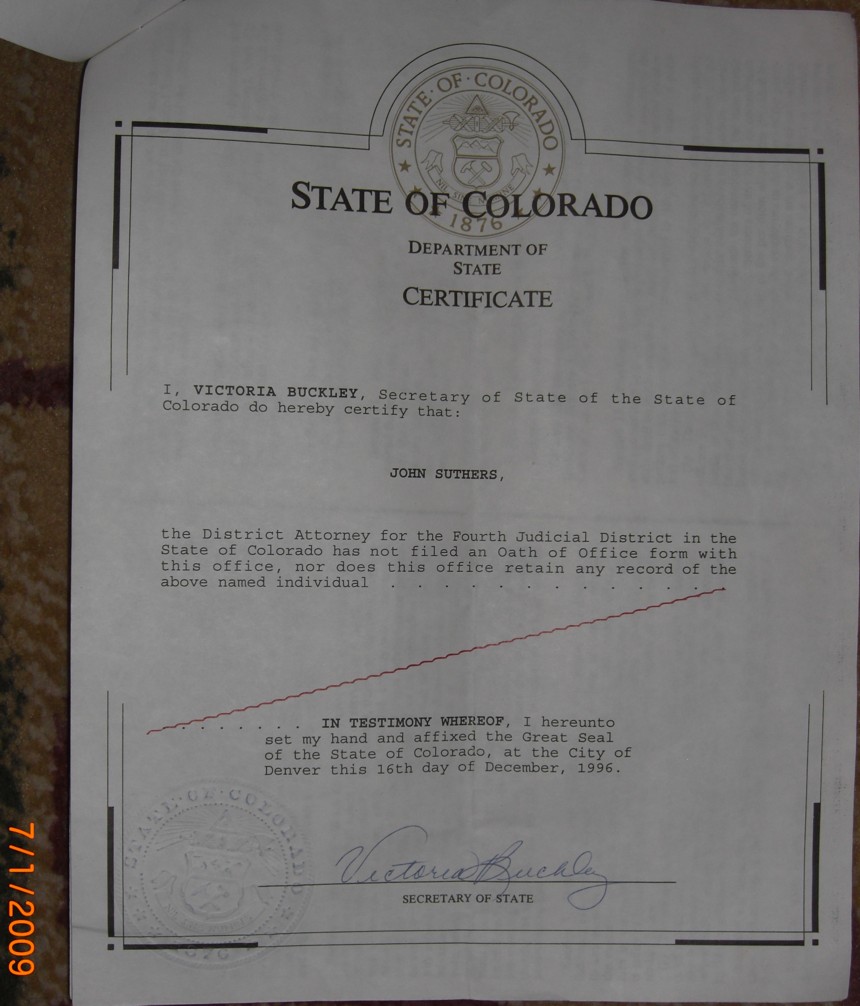 STATE OF COLORADO
1876
STATE OF COLORADO
DEPARTMENT OF
STATE
CERTIFICATE
I, VICTORIA BUCKLEY, Secretary of State of the State of
Colorado do hereby certify that:
JOHN SUTHERS,
the District Attorney for the Fourth Judicial District in the
State of Colorado has not filed an Oath of Office form with
this office, nor does this office retain any record of the
above named individual . . . . . . . . . . . .
. . . . . . . . IN TESTIMONY WHEREOF, I hereunto
set my hand and affixed the Great Seal
of the State of Colorado, at the City of
Denver this 16th day of December, 1996.
STATE OF COLORADO
1876
Victoria Buckley
SECRETARY OF STATE
7/1/2009